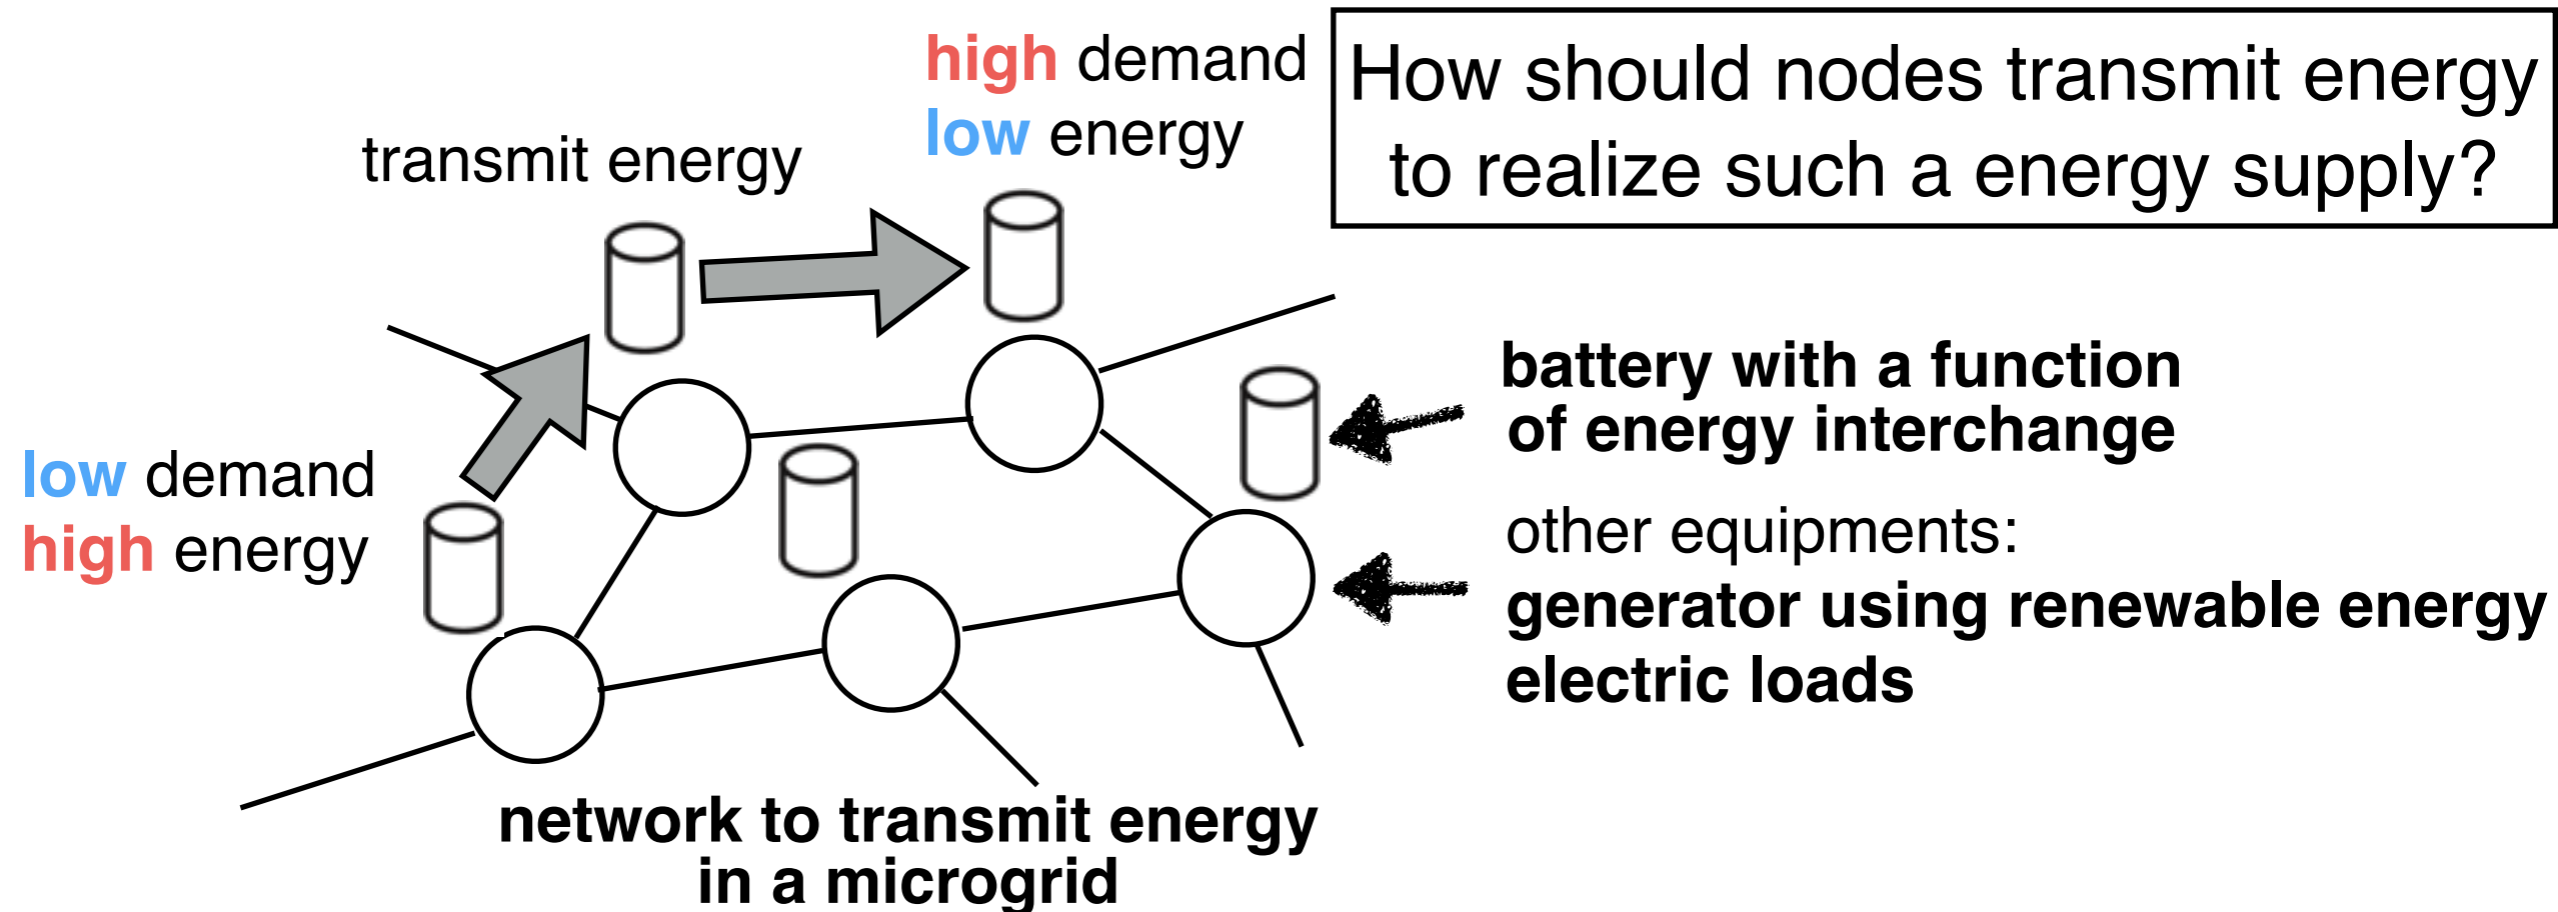 high demand
low energy
How should nodes transmit energy
to realize such a energy supply?
transmit energy
low demand
high energy
battery with a function
of energy interchange
other equipments:
generator using renewable energy
electric loads
network to transmit energy
in a microgrid